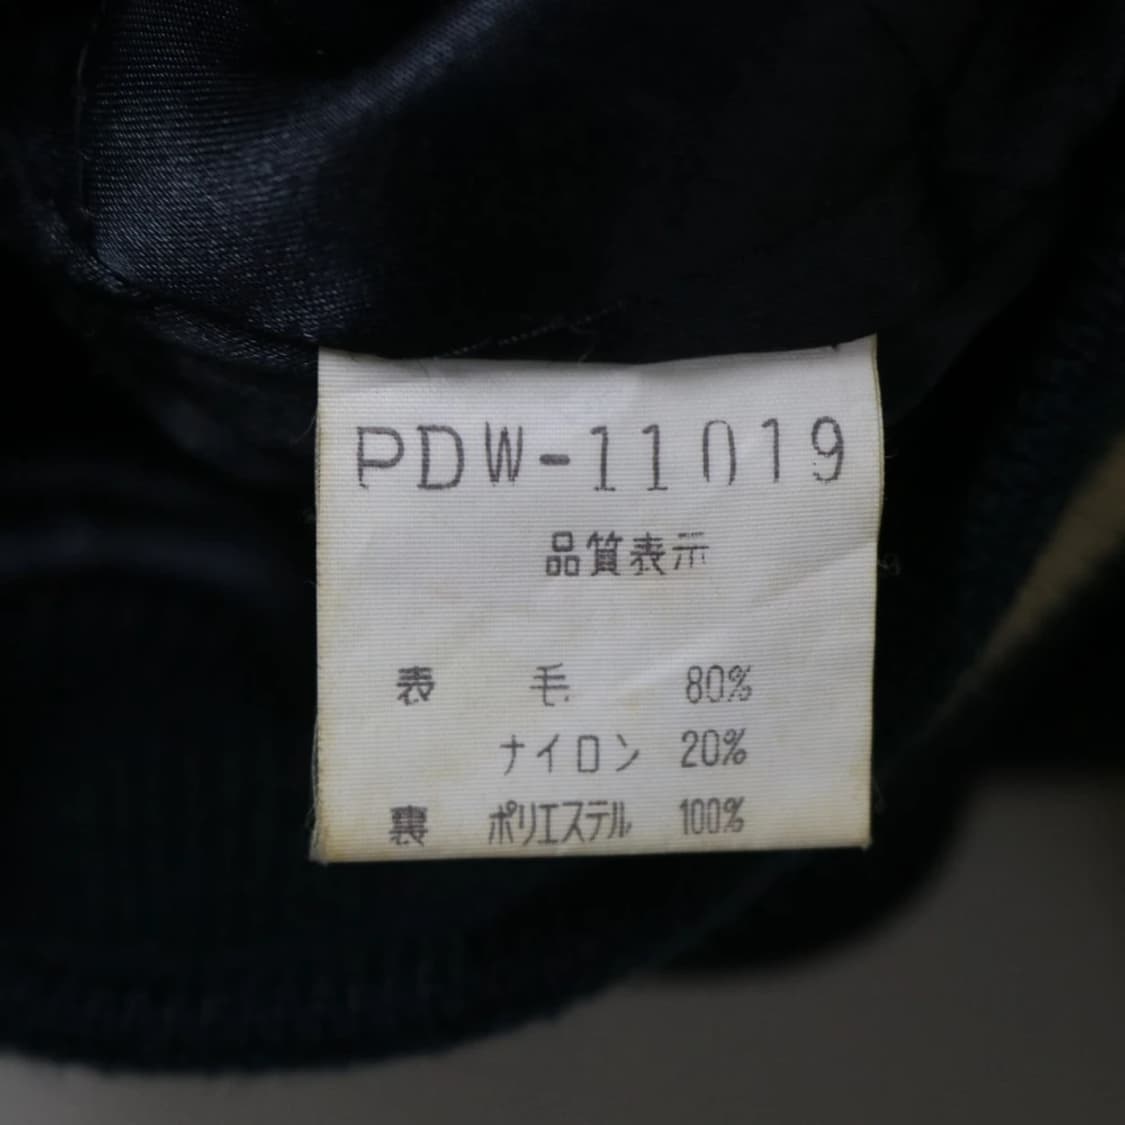 PDW-11019
品質表示
表 毛 80%
ナイロン 20%
裏 ポリエステル 100%